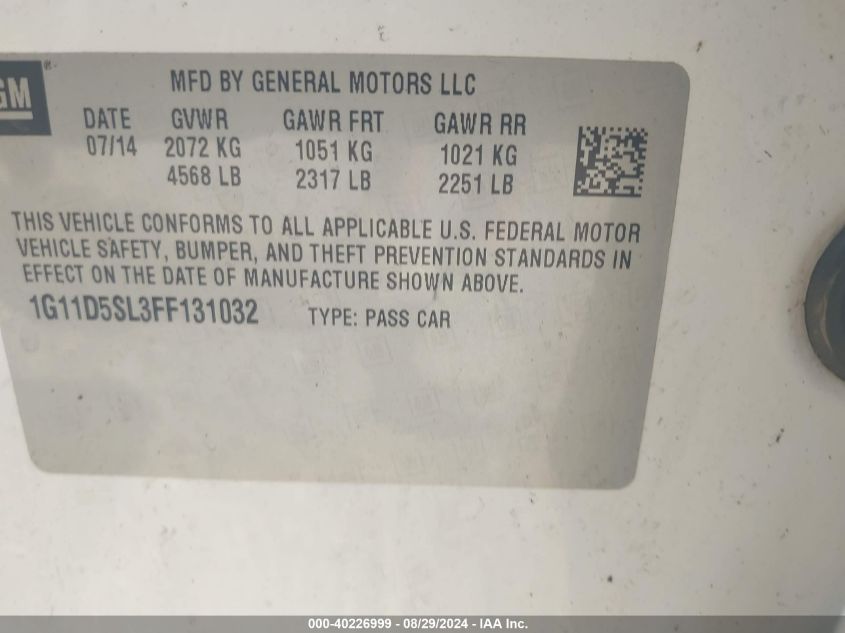 GM
MFD BY GENERAL MOTORS LLC
DATE GVWR GAWR FRT GAWR RR
07/14 2072 KG 1051 KG 1021 KG
4568 LB 2317 LB 2251 LB
THIS VEHICLE CONFORMS TO ALL APPLICABLE U.S. FEDERAL MOTOR
VEHICLE SAFETY, BUMPER, AND THEFT PREVENTION STANDARDS IN
EFFECT ON THE DATE OF MANUFACTURE SHOWN ABOVE.
1G11D5SL3FF131032 TYPE: PASS CAR
000-40226999 - 08/29/2024 - IAA Inc.